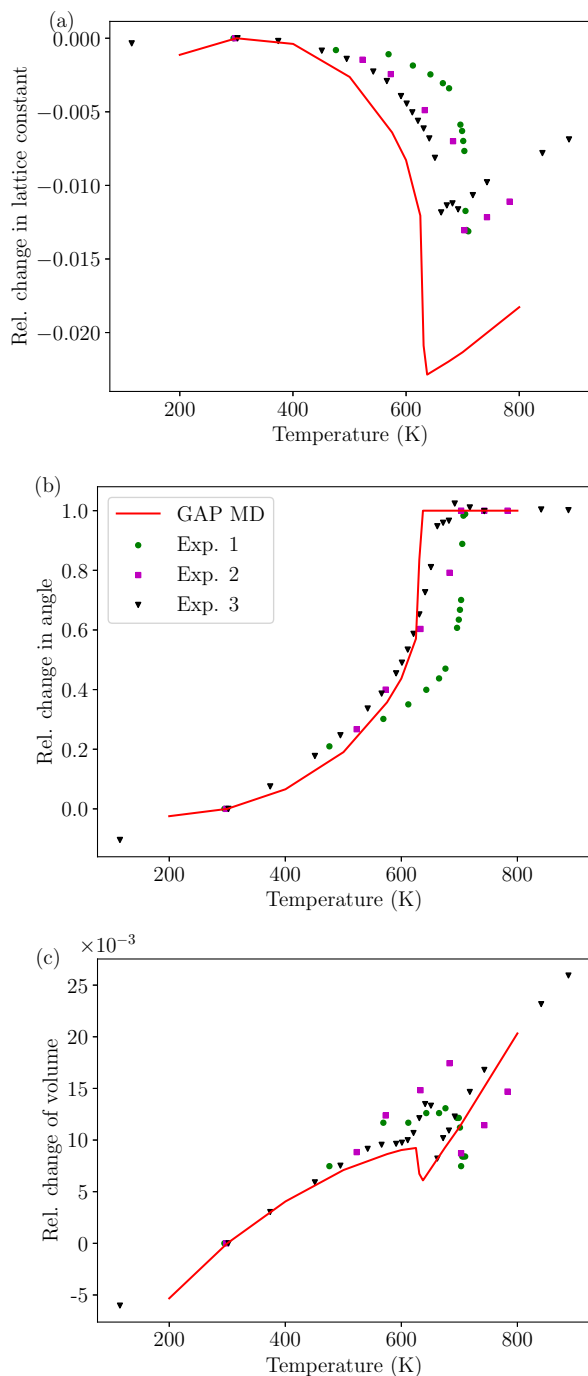 (a)
0.000
−0.005
−0.010
−0.015
−0.020
Rel. change in lattice constant
200 400 600 800
Temperature (K)
(b)
GAP MD
Exp. 1
Exp. 2
Exp. 3
1.0
0.8
0.6
0.4
0.2
0.0
Rel. change in angle
200 400 600 800
Temperature (K)
(c)
×10−3
25
20
15
10
5
0
-5
Rel. change of volume
200 400 600 800
Temperature (K)